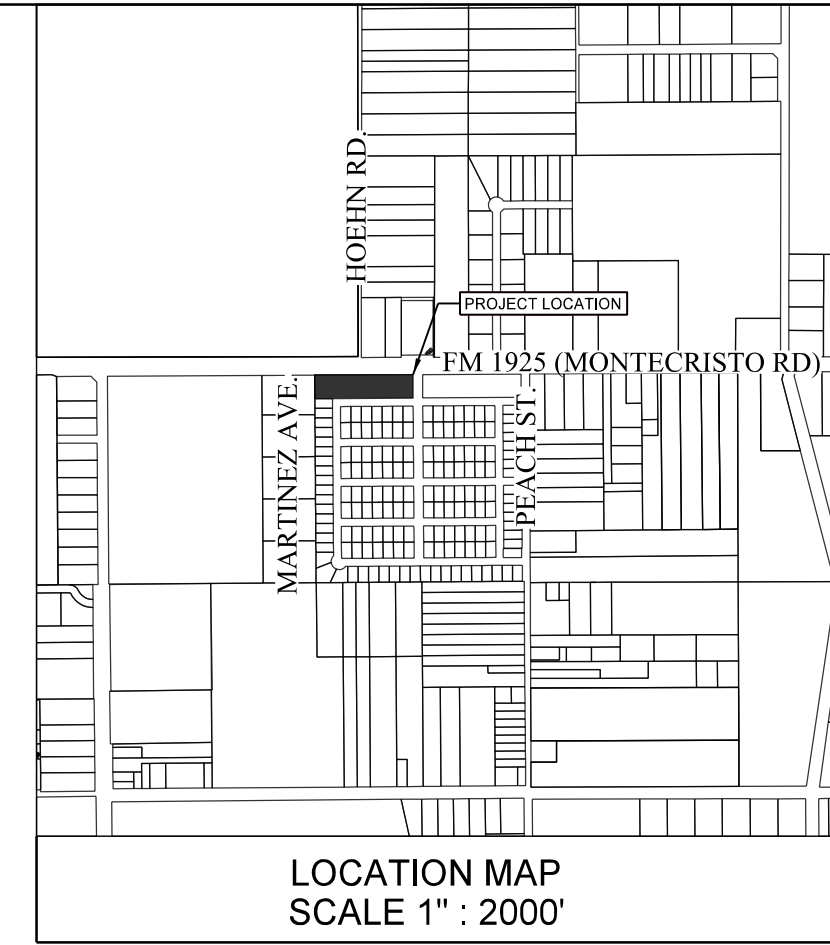 HOEHN RD.
PROJECT LOCATION
FM 1925 (MONTECRISTO RD)
MARTINEZ AVE.
PEACH ST.
LOCATION MAP
SCALE 1" : 2000'